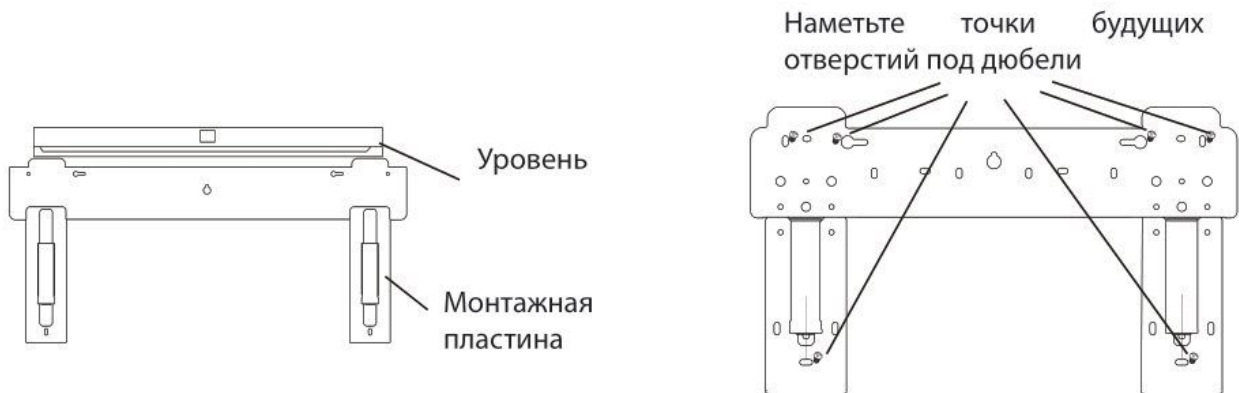 Наметьте точки будущих
отверстий под дюбели
Уровень
Монтажная
пластина